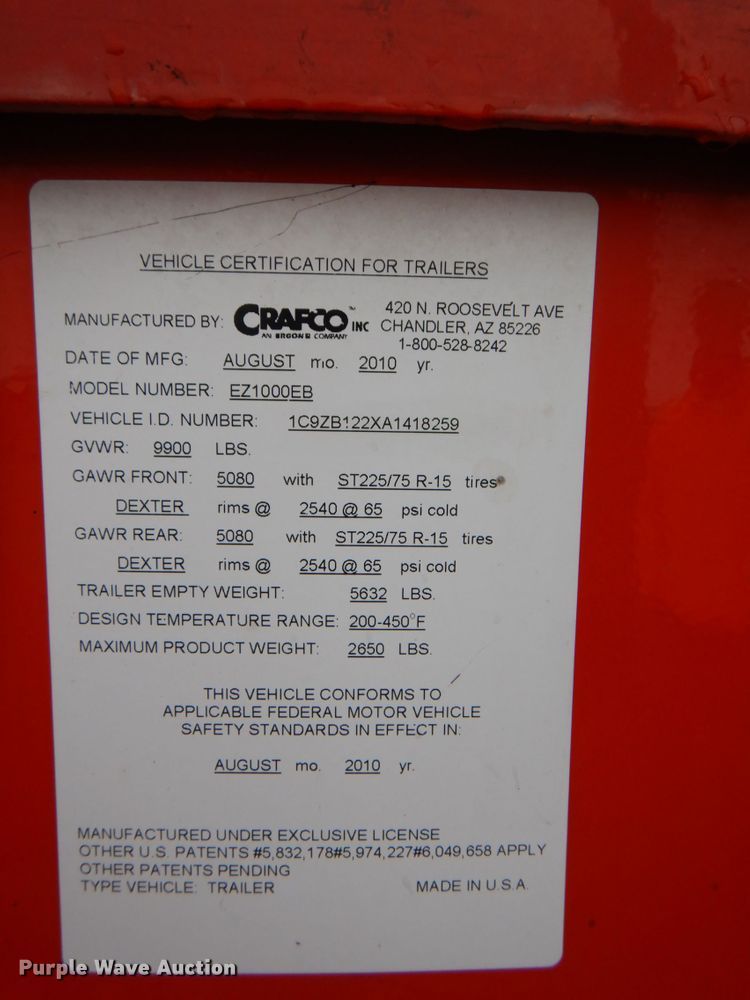 VEHICLE CERTIFICATION FOR TRAILERS
MANUFACTURED BY: CRAFCO INC 420 N. ROOSEVELT AVE
AN ERGON COMPANY CHANDLER, AZ 85226
1-800-528-8242
DATE OF MFG: AUGUST mo. 2010 yr.
MODEL NUMBER: EZ1000EB
VEHICLE I.D. NUMBER: 1C9ZB122XA1418259
GVWR: 9900 LBS.
GAWR FRONT: 5080 with ST225/75 R-15 tires
DEXTER rims @ 2540 @ 65 psi cold
GAWR REAR: 5080 with ST225/75 R-15 tires
DEXTER rims @ 2540 @ 65 psi cold
TRAILER EMPTY WEIGHT: 5632 LBS.
DESIGN TEMPERATURE RANGE: 200-450°F
MAXIMUM PRODUCT WEIGHT: 2650 LBS.
THIS VEHICLE CONFORMS TO
APPLICABLE FEDERAL MOTOR VEHICLE
SAFETY STANDARDS IN EFFECT IN:
AUGUST mo. 2010 yr.
MANUFACTURED UNDER EXCLUSIVE LICENSE
OTHER U.S. PATENTS #5,832,178#5,974,227#6,049,658 APPLY
OTHER PATENTS PENDING
TYPE VEHICLE: TRAILER MADE IN U.S.A.
Purple Wave Auction